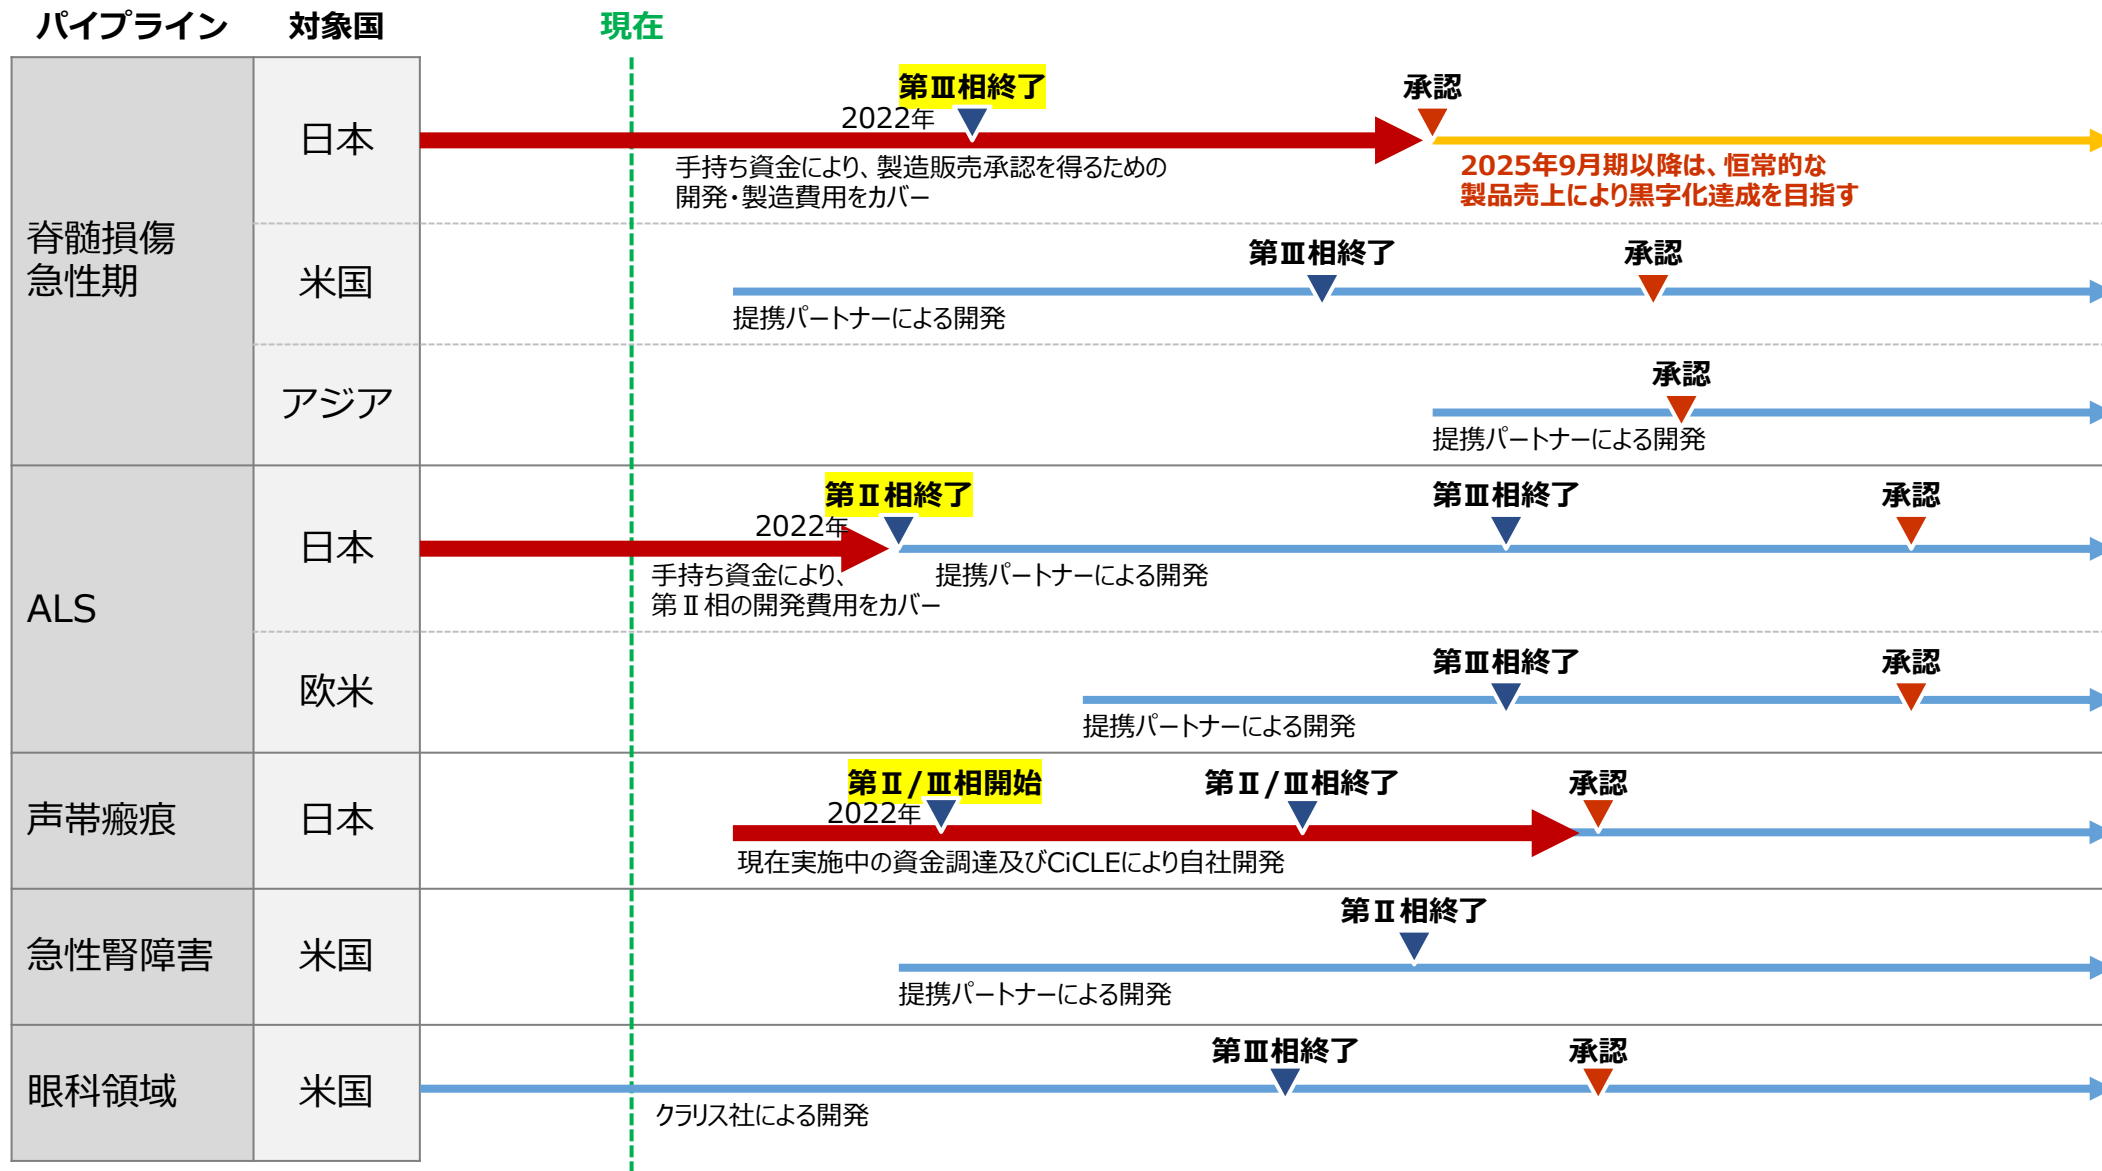 パイプライン
対象国
現在
脊髄損傷
急性期
日本
第Ⅲ相終了
2022年
承認
手持ち資金により、製造販売承認を得るための
開発・製造費用をカバー
2025年9月期以降は、恒常的な
製品売上により黒字化達成を目指す
米国
第Ⅲ相終了
承認
提携パートナーによる開発
アジア
承認
提携パートナーによる開発
ALS
日本
第Ⅱ相終了
2022年
第Ⅲ相終了
承認
手持ち資金により、
第Ⅱ相の開発費用をカバー
提携パートナーによる開発
欧米
第Ⅲ相終了
承認
提携パートナーによる開発
声帯瘢痕
日本
第Ⅱ/Ⅲ相開始
2022年
第Ⅱ/Ⅲ相終了
承認
現在実施中の資金調達及びCiCLEにより自社開発
急性腎障害
米国
第Ⅱ相終了
提携パートナーによる開発
眼科領域
米国
第Ⅲ相終了
承認
クラリス社による開発